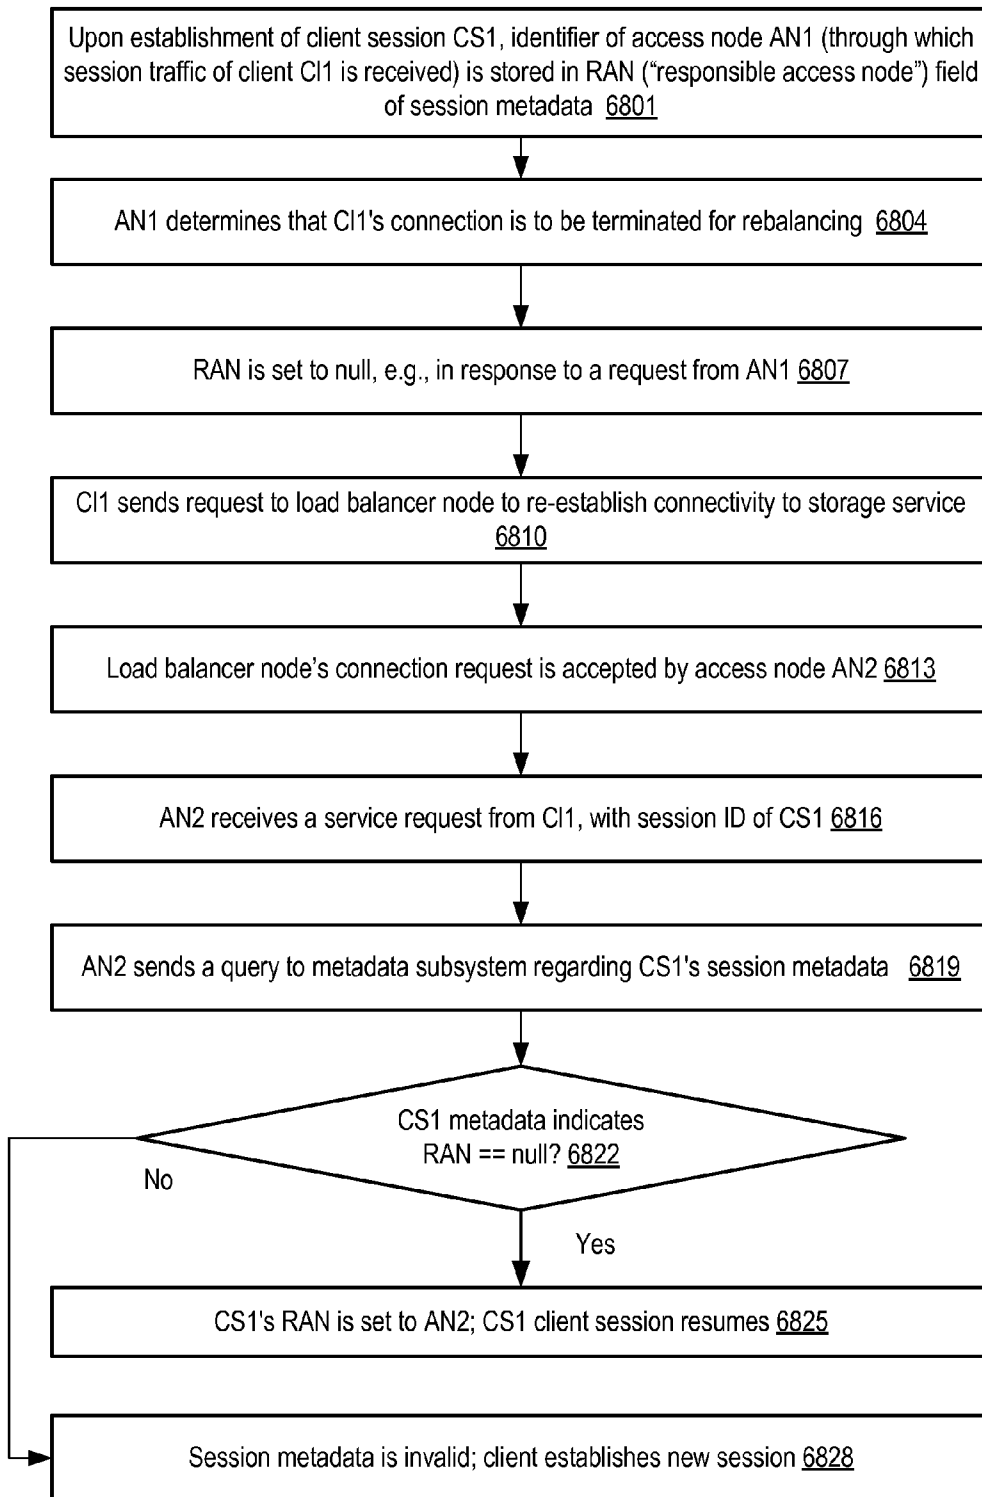 Upon establishment of client session CS1, identifier of access node AN1 (through which
session traffic of client Cl1 is received) is stored in RAN (“responsible access node”) field
of session metadata 6801
AN1 determines that Cl1's connection is to be terminated for rebalancing 6804
RAN is set to null, e.g., in response to a request from AN1 6807
Cl1 sends request to load balancer node to re-establish connectivity to storage service
6810
Load balancer node’s connection request is accepted by access node AN2 6813
AN2 receives a service request from Cl1, with session ID of CS1 6816
AN2 sends a query to metadata subsystem regarding CS1's session metadata 6819
CS1 metadata indicates
RAN == null? 6822
No
Yes
CS1's RAN is set to AN2; CS1 client session resumes 6825
Session metadata is invalid; client establishes new session 6828